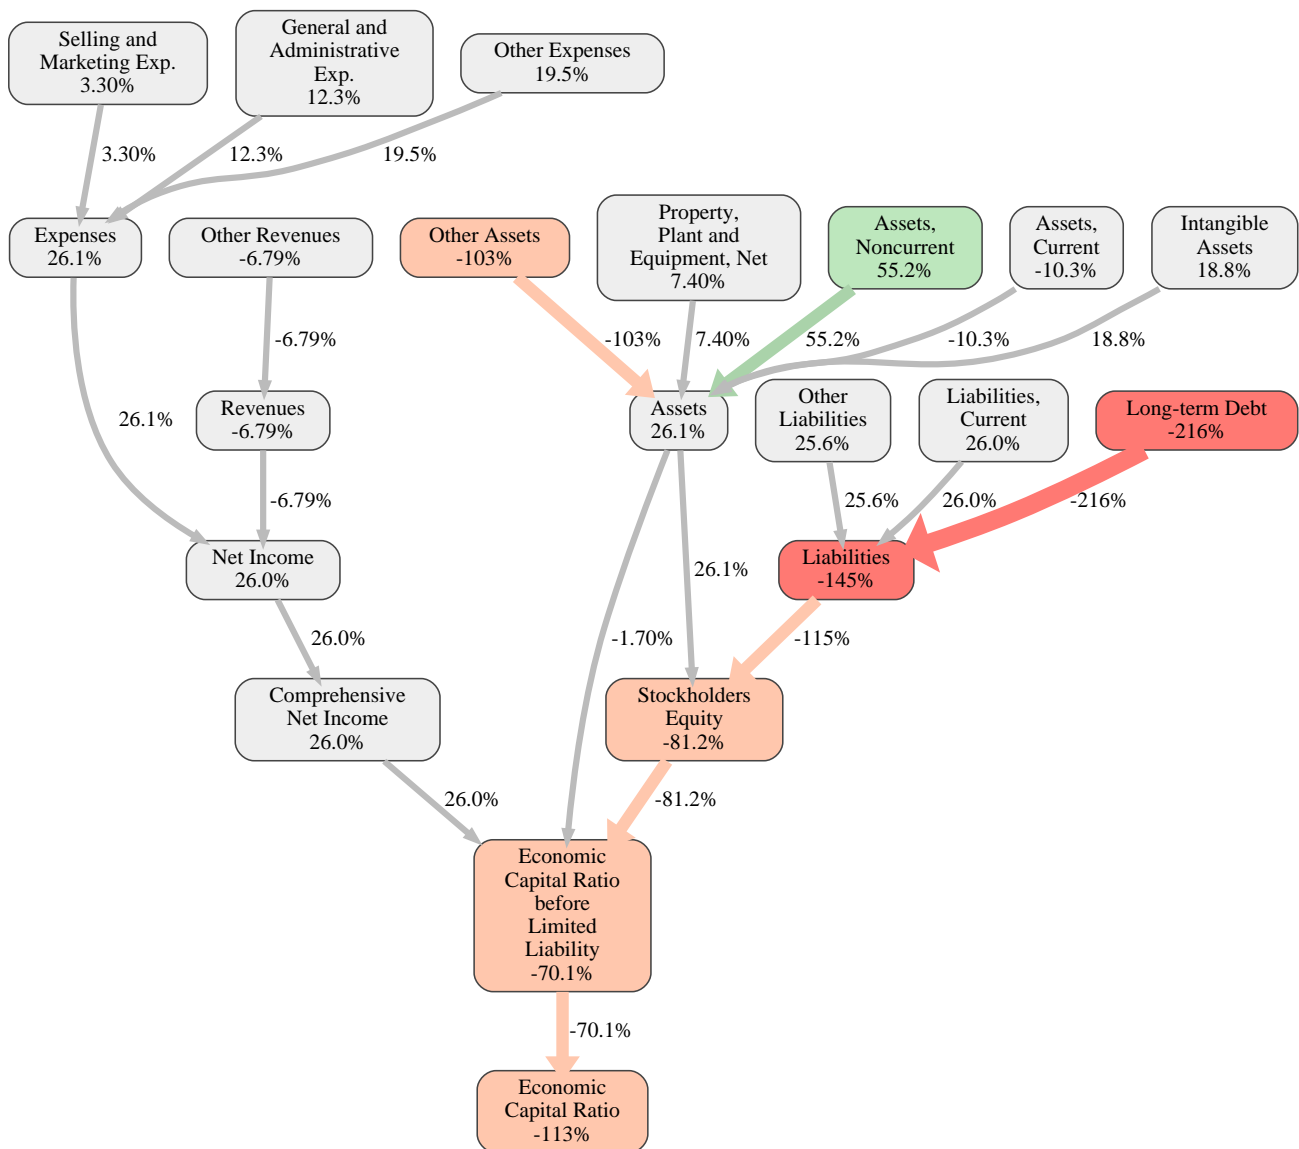 Selling and
Marketing Exp.
3.30%
General and
Administrative
Exp.
12.3%
Other Expenses
19.5%
3.30%
12.3%
19.5%
Expenses
26.1%
Other Revenues
-6.79%
Other Assets
-103%
Property,
Plant and
Equipment, Net
7.40%
Assets,
Noncurrent
55.2%
Assets,
Current
-10.3%
Intangible
Assets
18.8%
-6.79%
-103%
7.40%
55.2%
-10.3%
18.8%
26.1%
Revenues
-6.79%
Assets
26.1%
Other
Liabilities
25.6%
Liabilities,
Current
26.0%
Long-term Debt
-216%
-6.79%
25.6%
26.0%
-216%
Net Income
26.0%
26.1%
Liabilities
-145%
26.0%
-1.70%
-115%
Comprehensive
Net Income
26.0%
Stockholders
Equity
-81.2%
26.0%
-81.2%
Economic
Capital Ratio
before
Limited
Liability
-70.1%
-70.1%
Economic
Capital Ratio
-113%